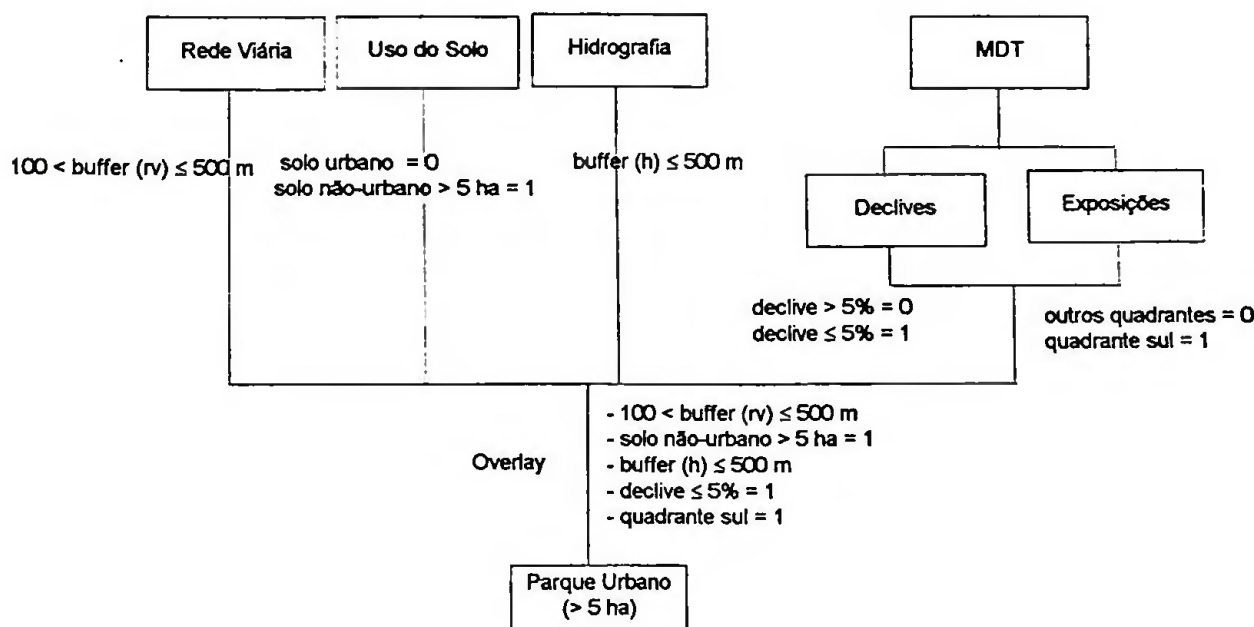 Rede Viária
Uso do Solo
Hidrografia
MDT
100 < buffer (rv) ≤ 500 m
solo urbano = 0
solo não-urbano > 5 ha = 1
buffer (h) ≤ 500 m
Declives
Exposições
declive > 5% = 0
declive ≤ 5% = 1
outros quadrantes = 0
quadrante sul = 1
Overlay
- 100 < buffer (rv) ≤ 500 m
- solo não-urbano > 5 ha = 1
- buffer (h) ≤ 500 m
- declive ≤ 5% = 1
- quadrante sul = 1
Parque Urbano
(> 5 ha)